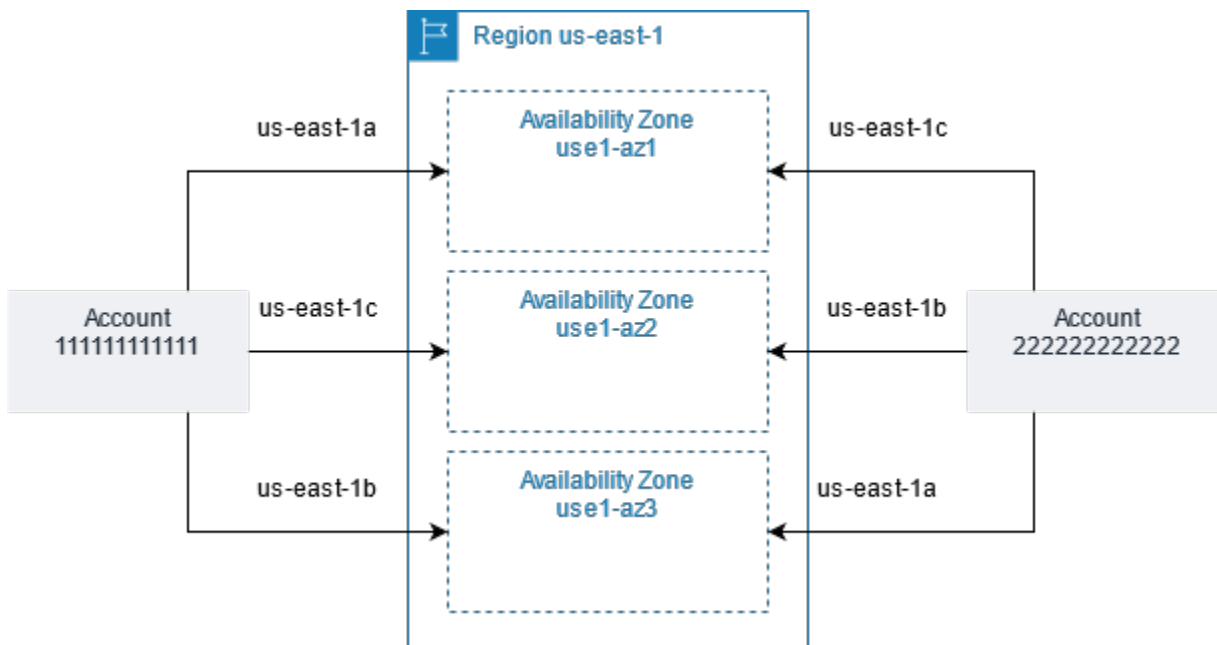 Region us-east-1
us-east-1a
Availability Zone
use1-az1
us-east-1c
Account
111111111111
us-east-1c
Availability Zone
use1-az2
us-east-1b
Account
222222222222
us-east-1b
Availability Zone
use1-az3
us-east-1a